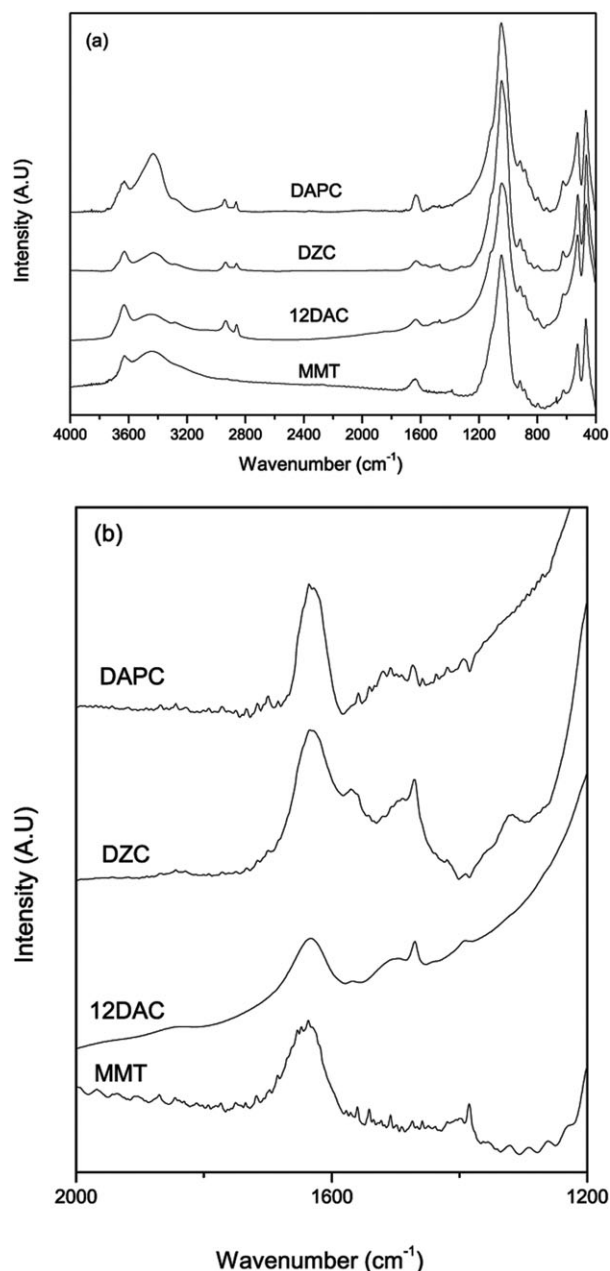 (a)
Intensity (A.U)
DAPC
DZC
12DAC
MMT
4000 3600 3200 2800 2400 2000 1600 1200 800 400
Wavenumber (cm⁻¹)
(b)
Intensity (A.U)
DAPC
DZC
12DAC
MMT
2000 1600 1200
Wavenumber (cm⁻¹)